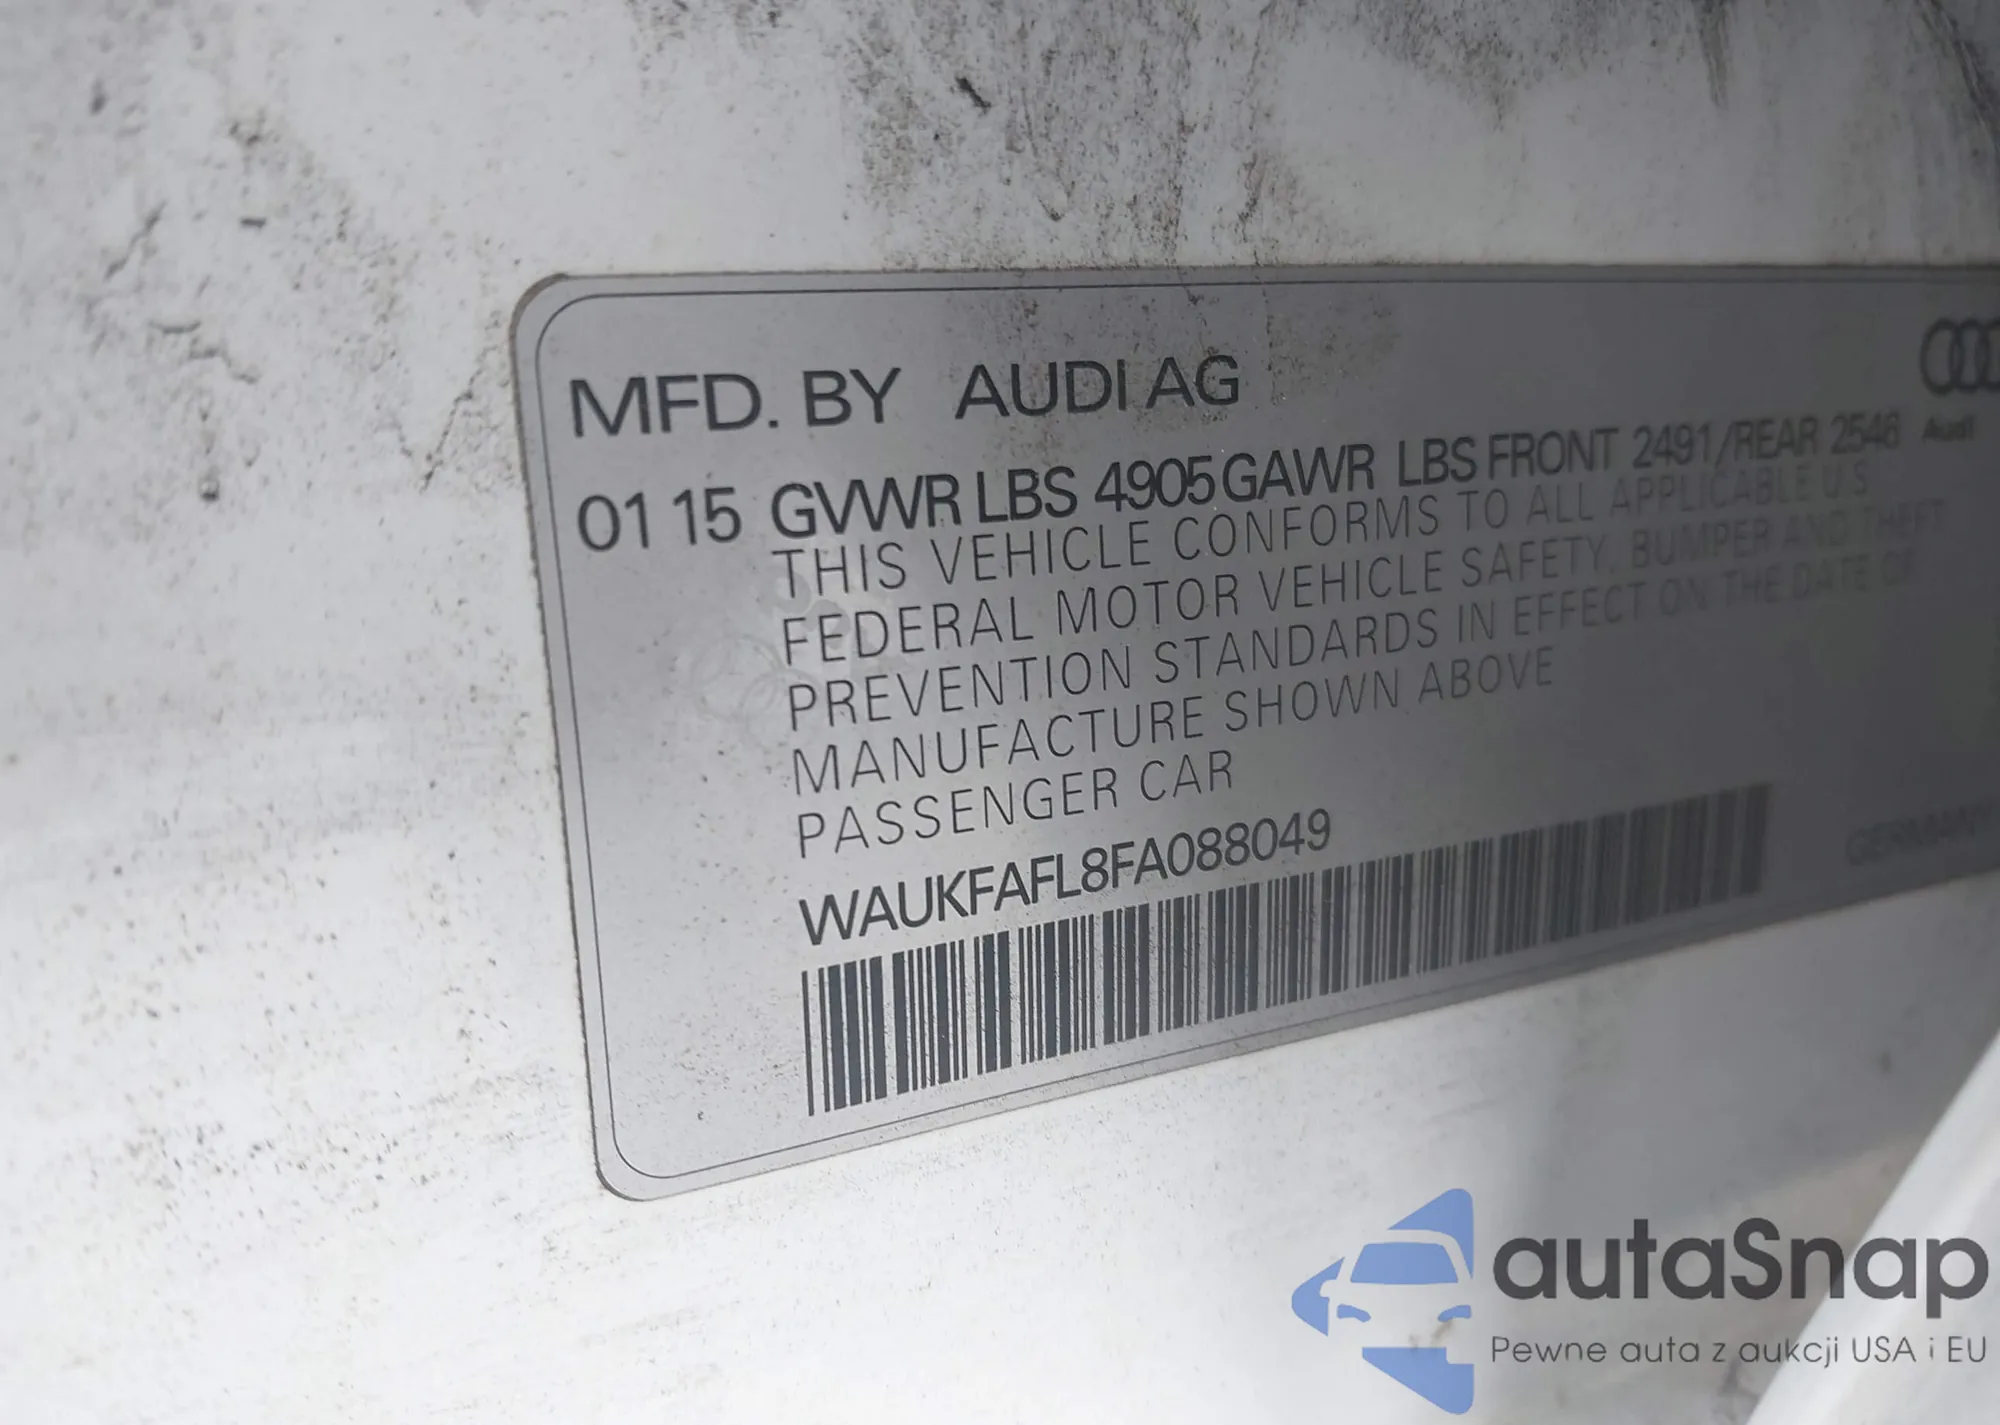 MFD. BY AUDI AG
Audi
01 15 GVWR LBS 4905 GAWR LBS FRONT 2491/REAR 2546
THIS VEHICLE CONFORMS TO ALL APPLICABLE U.S.
FEDERAL MOTOR VEHICLE SAFETY, BUMPER AND THEFT
PREVENTION STANDARDS IN EFFECT ON THE DATE OF
MANUFACTURE SHOWN ABOVE
PASSENGER CAR
WAUKFAFL8FA088049
GERMANY
autaSnap
Pewne auta z aukcji USA i EU